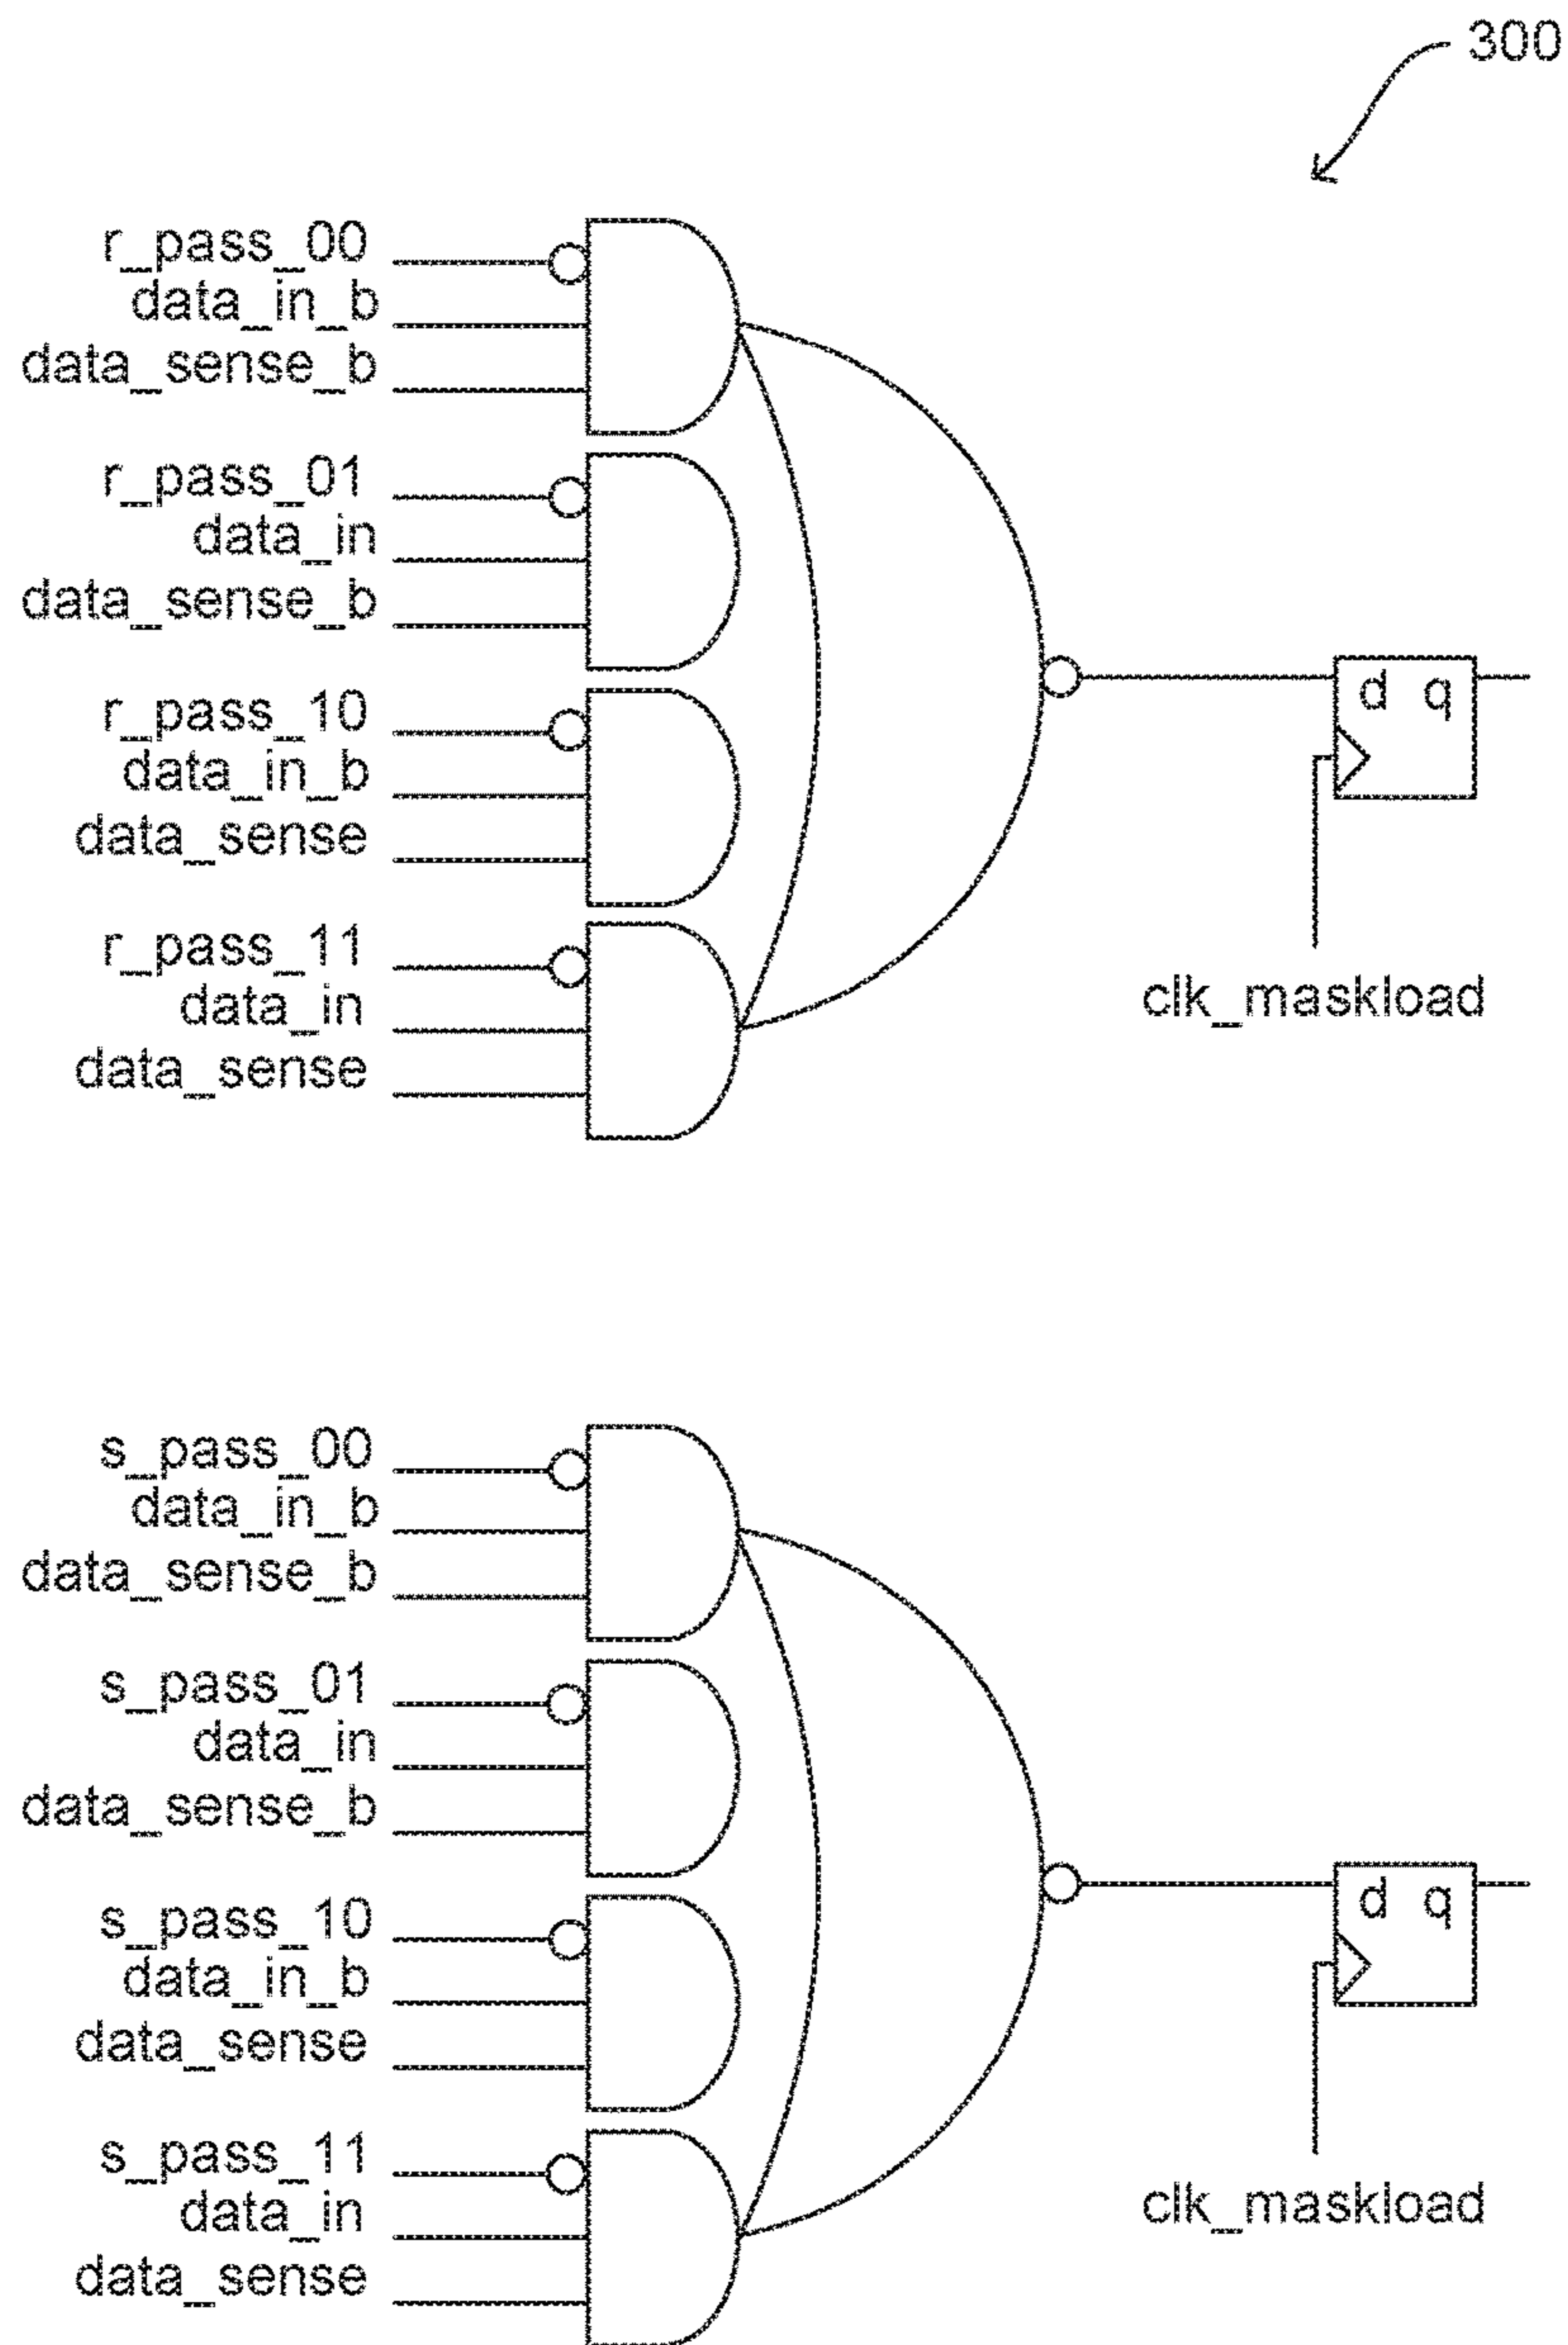 300
r_pass_00
data_in_b
data_sense_b
r_pass_01
data_in
data_sense_b
r_pass_10
data_in_b
data_sense
r_pass_11
data_in
data_sense
d q
clk_maskload
s_pass_00
data_in_b
data_sense_b
s_pass_01
data_in
data_sense_b
s_pass_10
data_in_b
data_sense
s_pass_11
data_in
data_sense
d q
clk_maskload